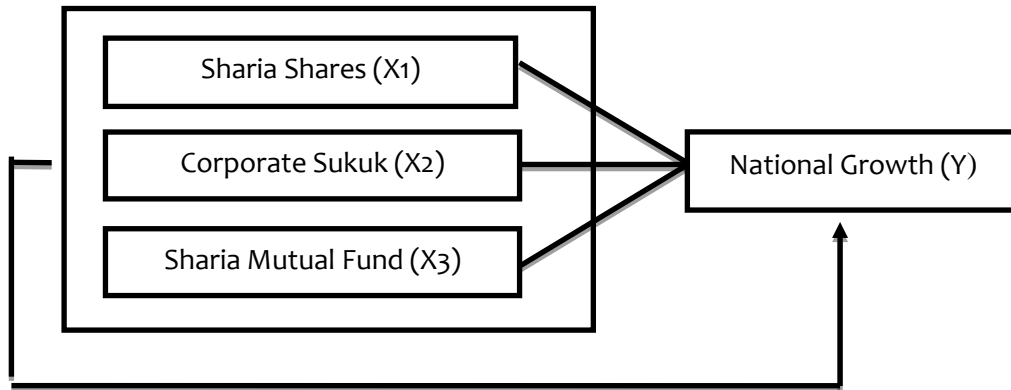 Sharia Shares (X1)
Corporate Sukuk (X2)
National Growth (Y)
Sharia Mutual Fund (X3)